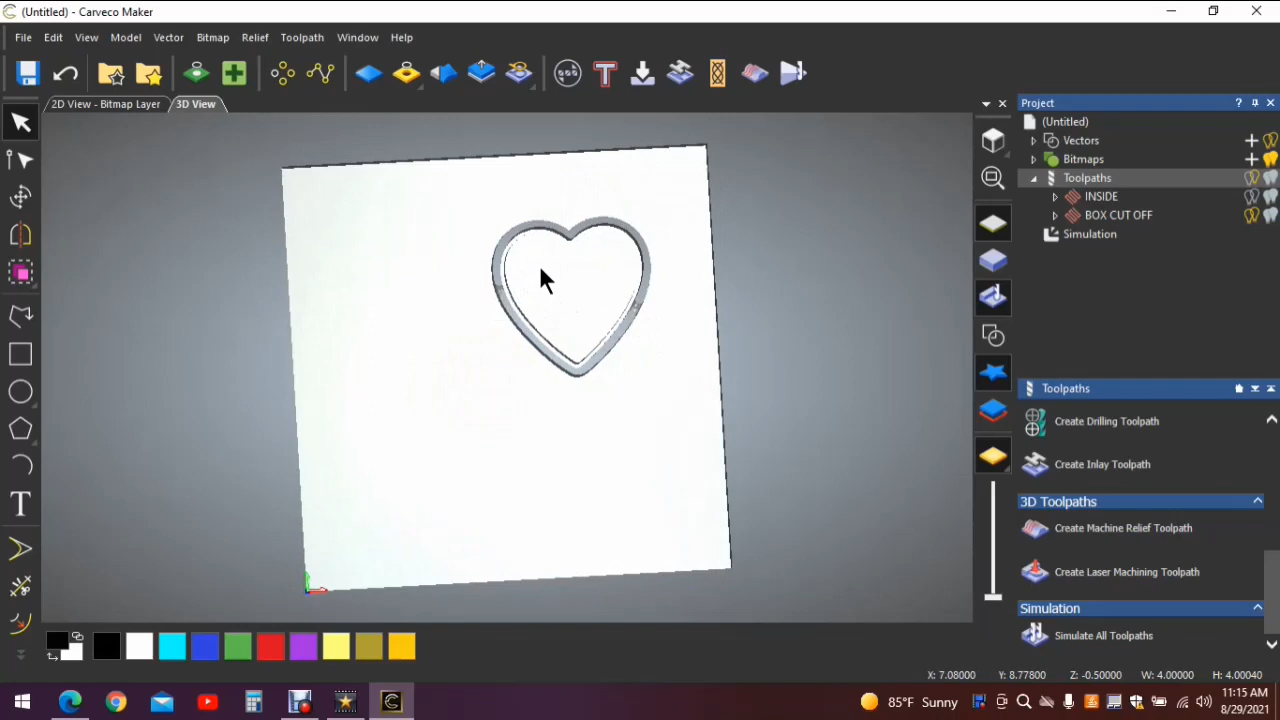 (Untitled) - Carveco Maker
File Edit View Model Vector Bitmap Relief Toolpath Window Help
2D View - Bitmap Layer 3D View
Project
(Untitled)
Vectors
Bitmaps
Toolpaths
INSIDE
BOX CUT OFF
Simulation
Toolpaths
Create Drilling Toolpath
Create Inlay Toolpath
3D Toolpaths
Create Machine Relief Toolpath
Create Laser Machining Toolpath
Simulation
Simulate All Toolpaths
X: 7.08000 Y: 8.77800 Z: -0.50000 W: 4.00000 H: 4.00040
85°F Sunny
11:15 AM
8/29/2021